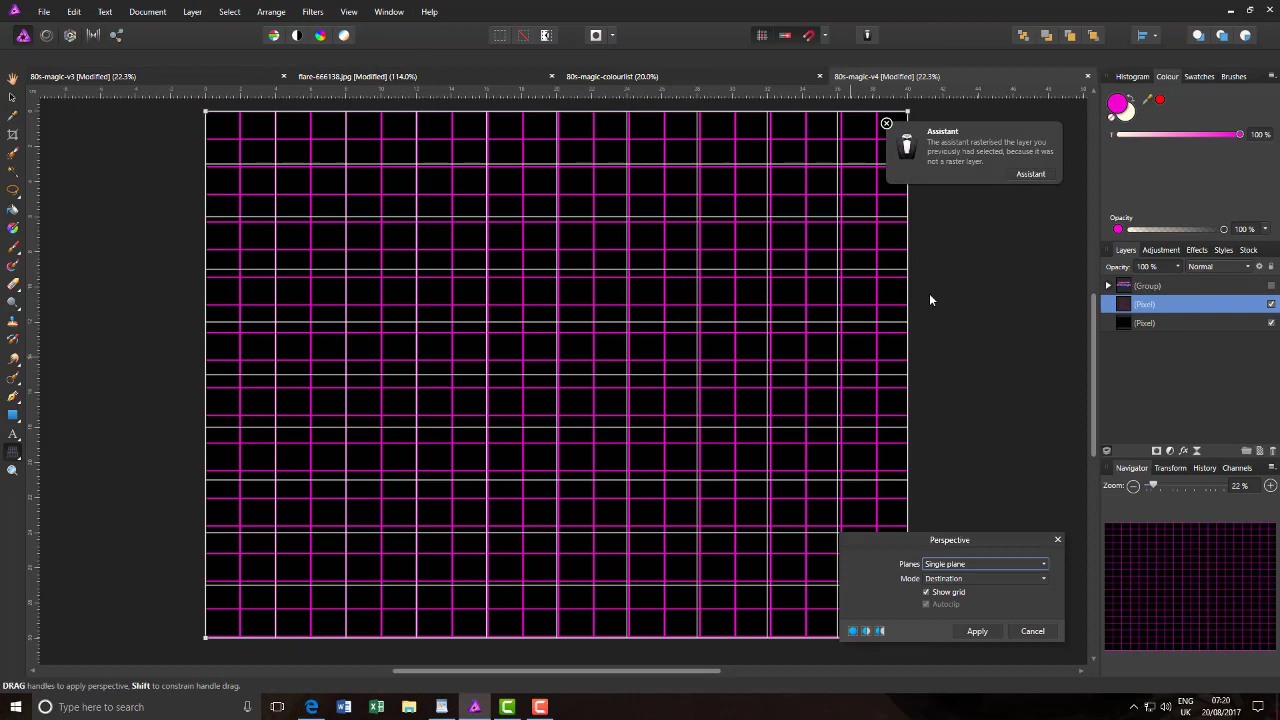 File Edit Text Document Layer Select Arrange Filters View Window Help
80s-magic-v3 [Modified] (22.3%)
flare-666138.jpg [Modified] (114.0%)
80s-magic-colourlist (20.0%)
80s-magic-v4 [Modified] (22.3%)
Histogram Colour Swatches Brushes
T 100 %
Assistant
The assistant rasterised the layer you
previously had selected, because it was
not a raster layer.
Assistant
Opacity
100 %
Layers Adjustment Effects Styles Stock
Opacity: 100 % Normal
(Group)
(Pixel)
(Pixel)
Navigator Transform History Channels
Zoom: 22 %
Perspective
Planes Single plane
Mode Destination
Show grid
Autoclip
Apply Cancel
DRAG handles to apply perspective, Shift to constrain handle drag.
Type here to search
ENG
UK
07:20
20/08/2017